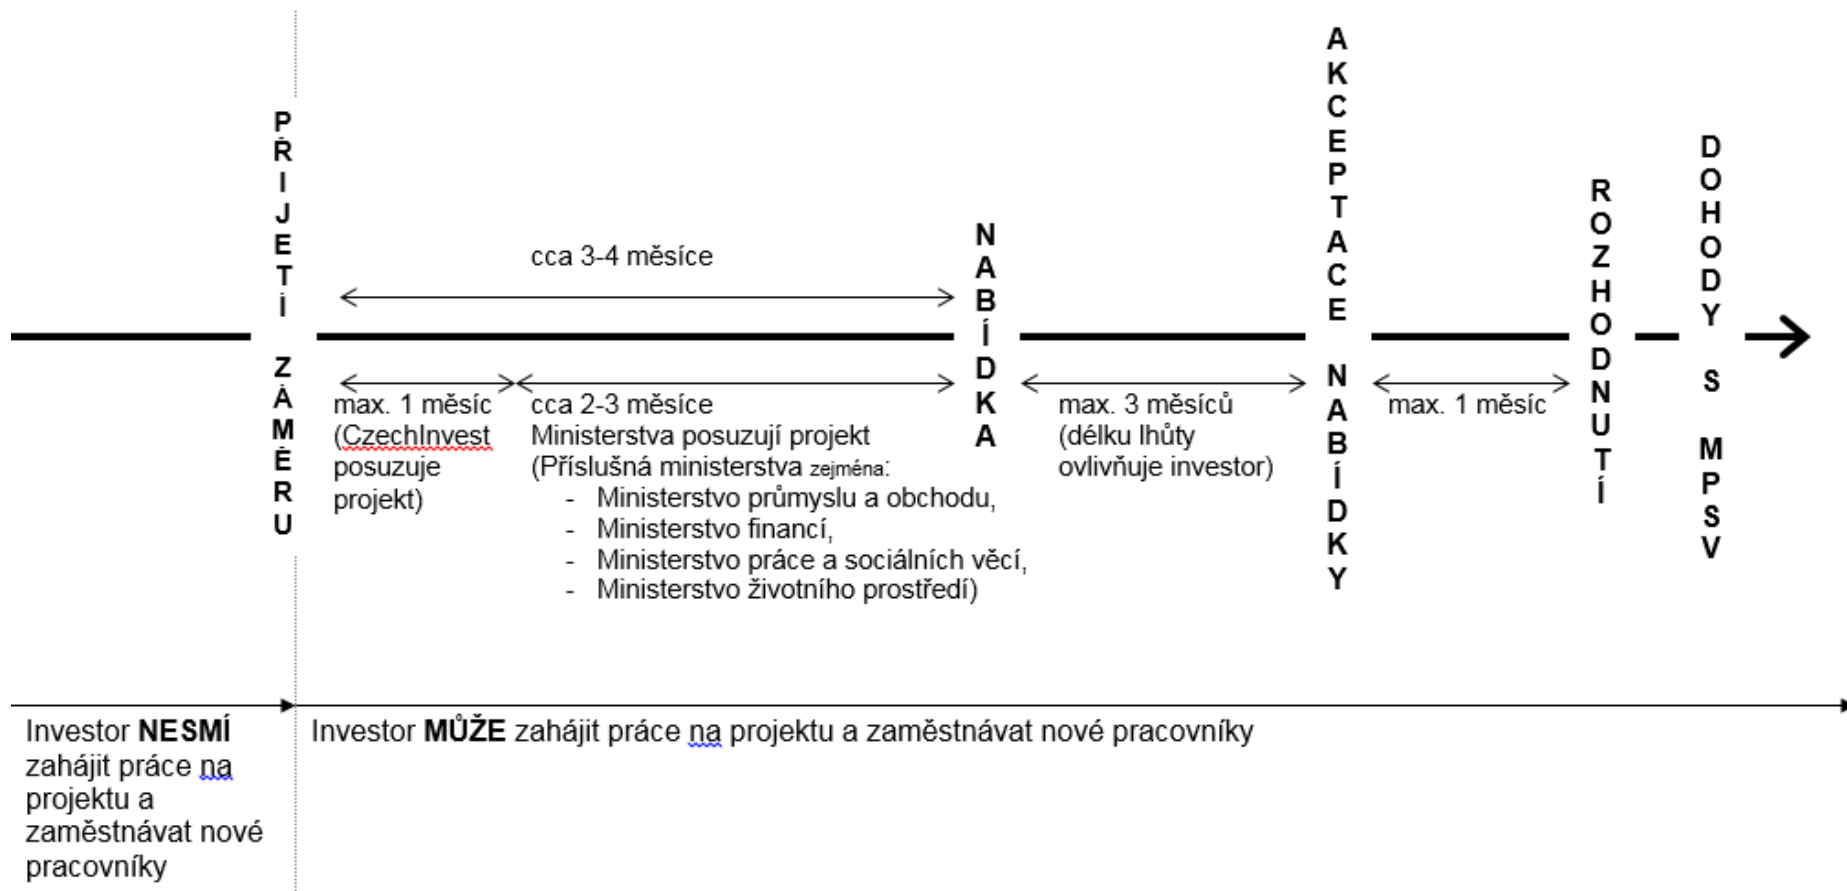 PŘIJETÍ ZÁMĚRU
cca 3-4 měsíce
max. 1 měsíc
(CzechInvest
posuzuje
projekt)
cca 2-3 měsíce
Ministerstva posuzují projekt
(Příslušná ministerstva zejména:
- Ministerstvo průmyslu a obchodu,
- Ministerstvo financí,
- Ministerstvo práce a sociálních věcí,
- Ministerstvo životního prostředí)
NABÍDKA
max. 3 měsíců
(délku lhůty
ovlivňuje investor)
AKCEPTACE NABÍDKY
max. 1 měsíc
ROZHODNUTÍ
DOHODY S MPSV
Investor NESMÍ
zahájit práce na
projektu a
zaměstnávat nové
pracovníky
Investor MŮŽE zahájit práce na projektu a zaměstnávat nové pracovníky